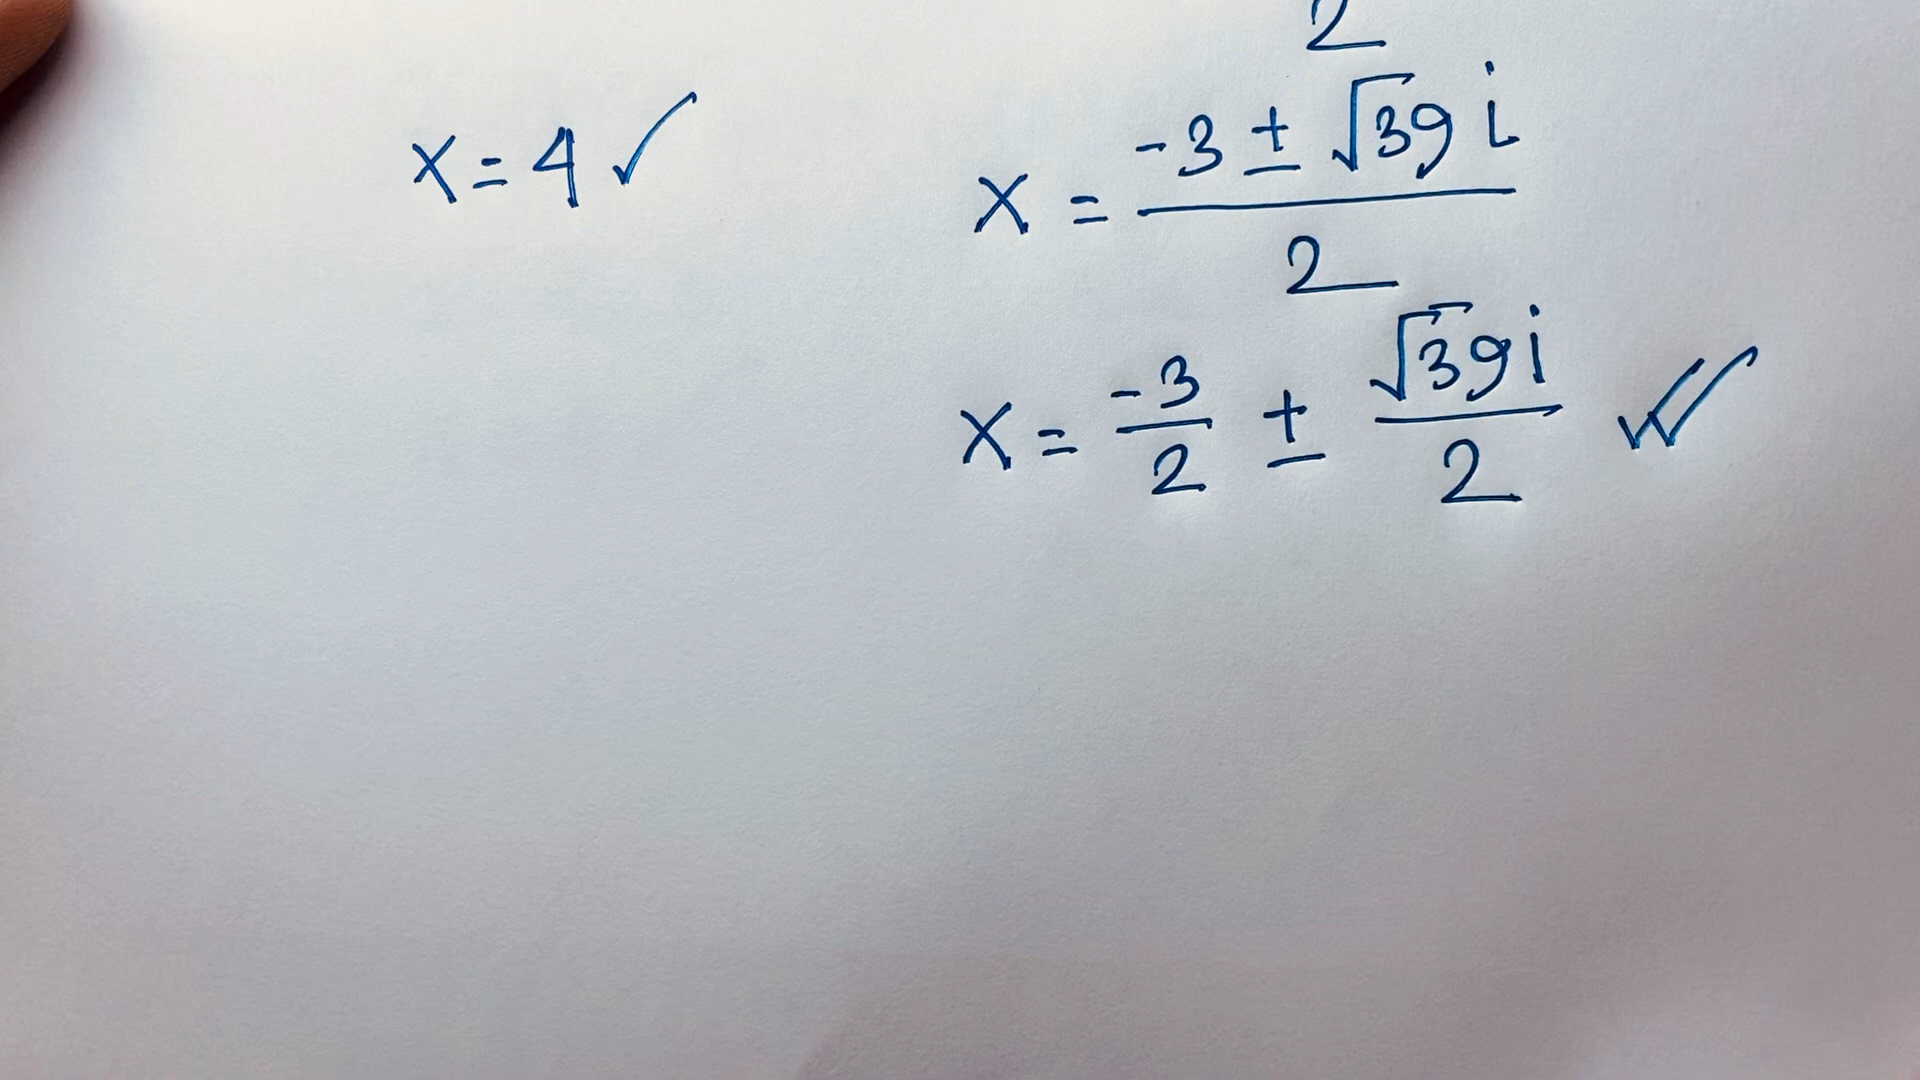 2
x = 4 ✓
x = (-3 ± √39 i) / 2
x = -3/2 ± √39 i / 2 ✓✓